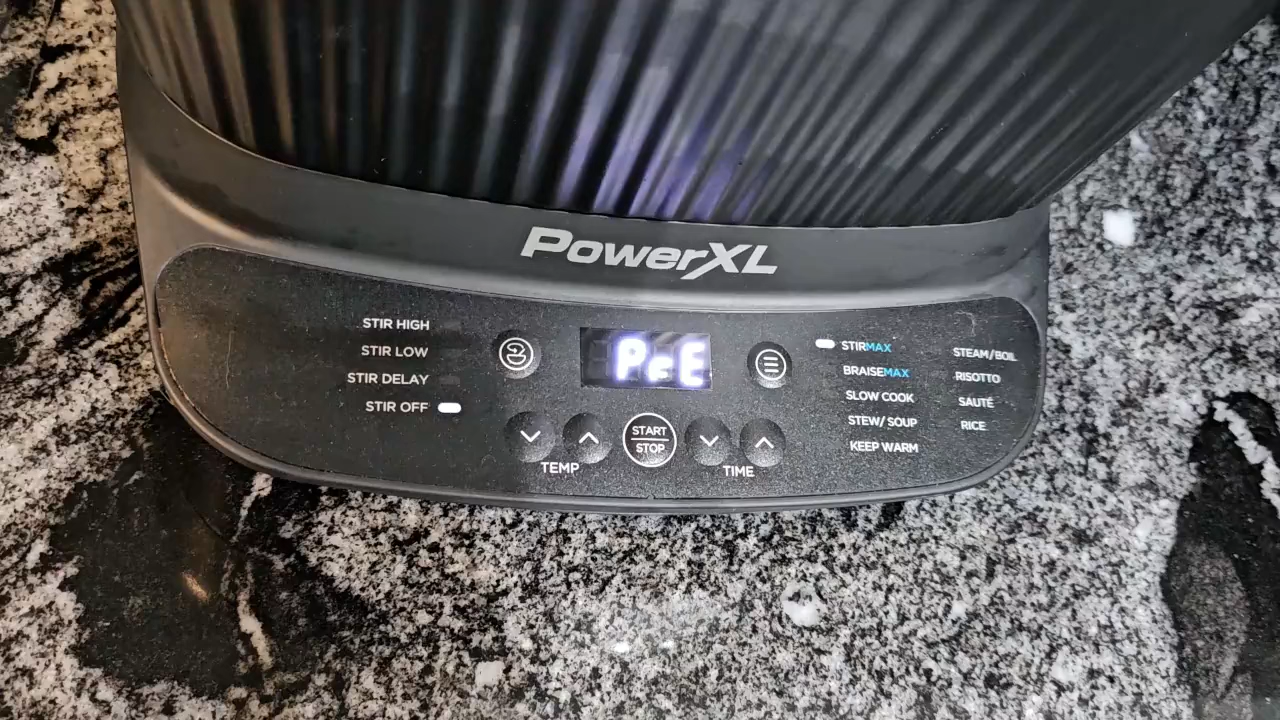 PowerXL
STIR HIGH
STIR LOW
STIR DELAY
STIR OFF
PrE
START
STOP
TEMP
TIME
STIRMAX
BRAISEMAX
SLOW COOK
STEW/SOUP
KEEP WARM
STEAM/BOIL
RISOTTO
SAUTÉ
RICE